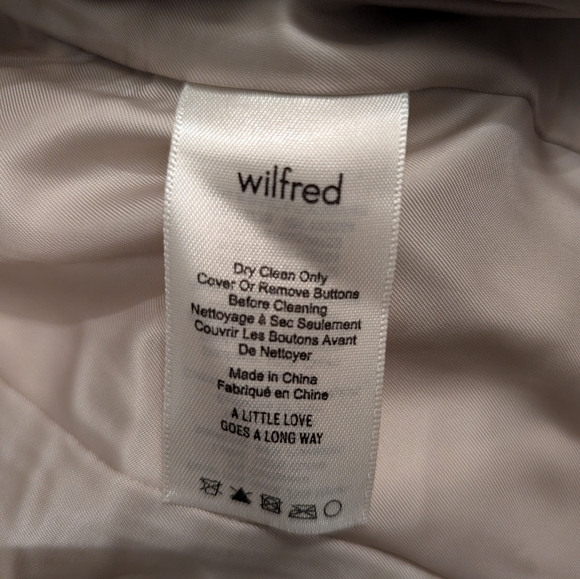 wilfred
Dry Clean Only
Cover Or Remove Buttons
Before Cleaning
Nettoyage à Sec Seulement
Couvrir Les Boutons Avant
De Nettoyer
Made in China
Fabriqué en Chine
A LITTLE LOVE
GOES A LONG WAY